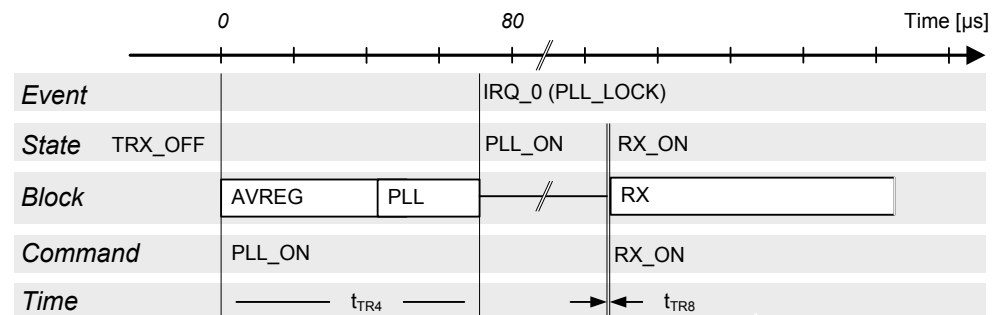 0 80 Time [µs]
Event IRQ_0 (PLL_LOCK)
State TRX_OFF PLL_ON RX_ON
Block AVREG PLL RX
Command PLL_ON RX_ON
Time tTR4 tTR8